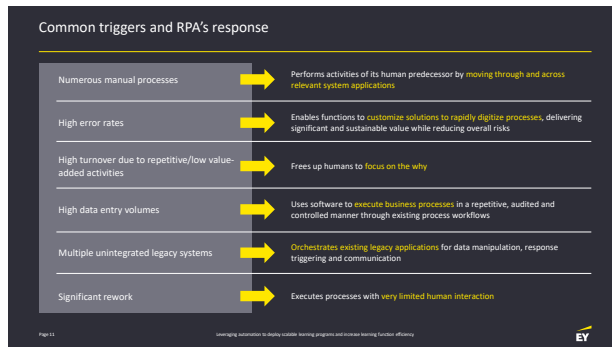 Common triggers and RPA's response
Numerous manual processes
Performs activities of its human predecessor by moving through and across
relevant system applications
High error rates
Enables functions to customize solutions to rapidly digitize processes, delivering
significant and sustainable value while reducing overall risks
High turnover due to repetitive/low value-
added activities
Frees up humans to focus on the why
High data entry volumes
Uses software to execute business processes in a repetitive, audited and
controlled manner through existing process workflows
Multiple unintegrated legacy systems
Orchestrates existing legacy applications for data manipulation, response
triggering and communication
Significant rework
Executes processes with very limited human interaction
Page 11
Leveraging automation to deploy scalable learning programs and increase learning function efficiency
EY